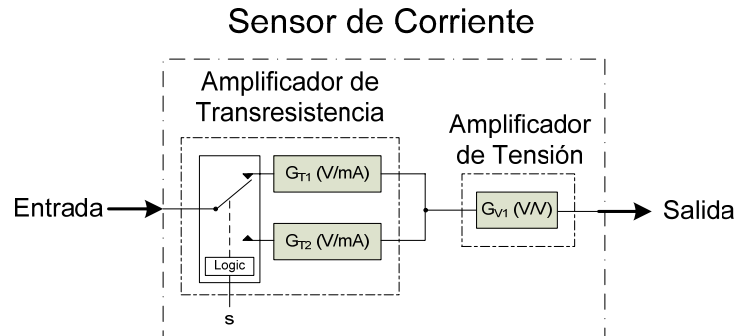 Sensor de Corriente
Amplificador de
Transresistencia
Amplificador
de Tensión
Entrada
GT1 (V/mA)
GT2 (V/mA)
GV1 (V/V)
Salida
Logic
s